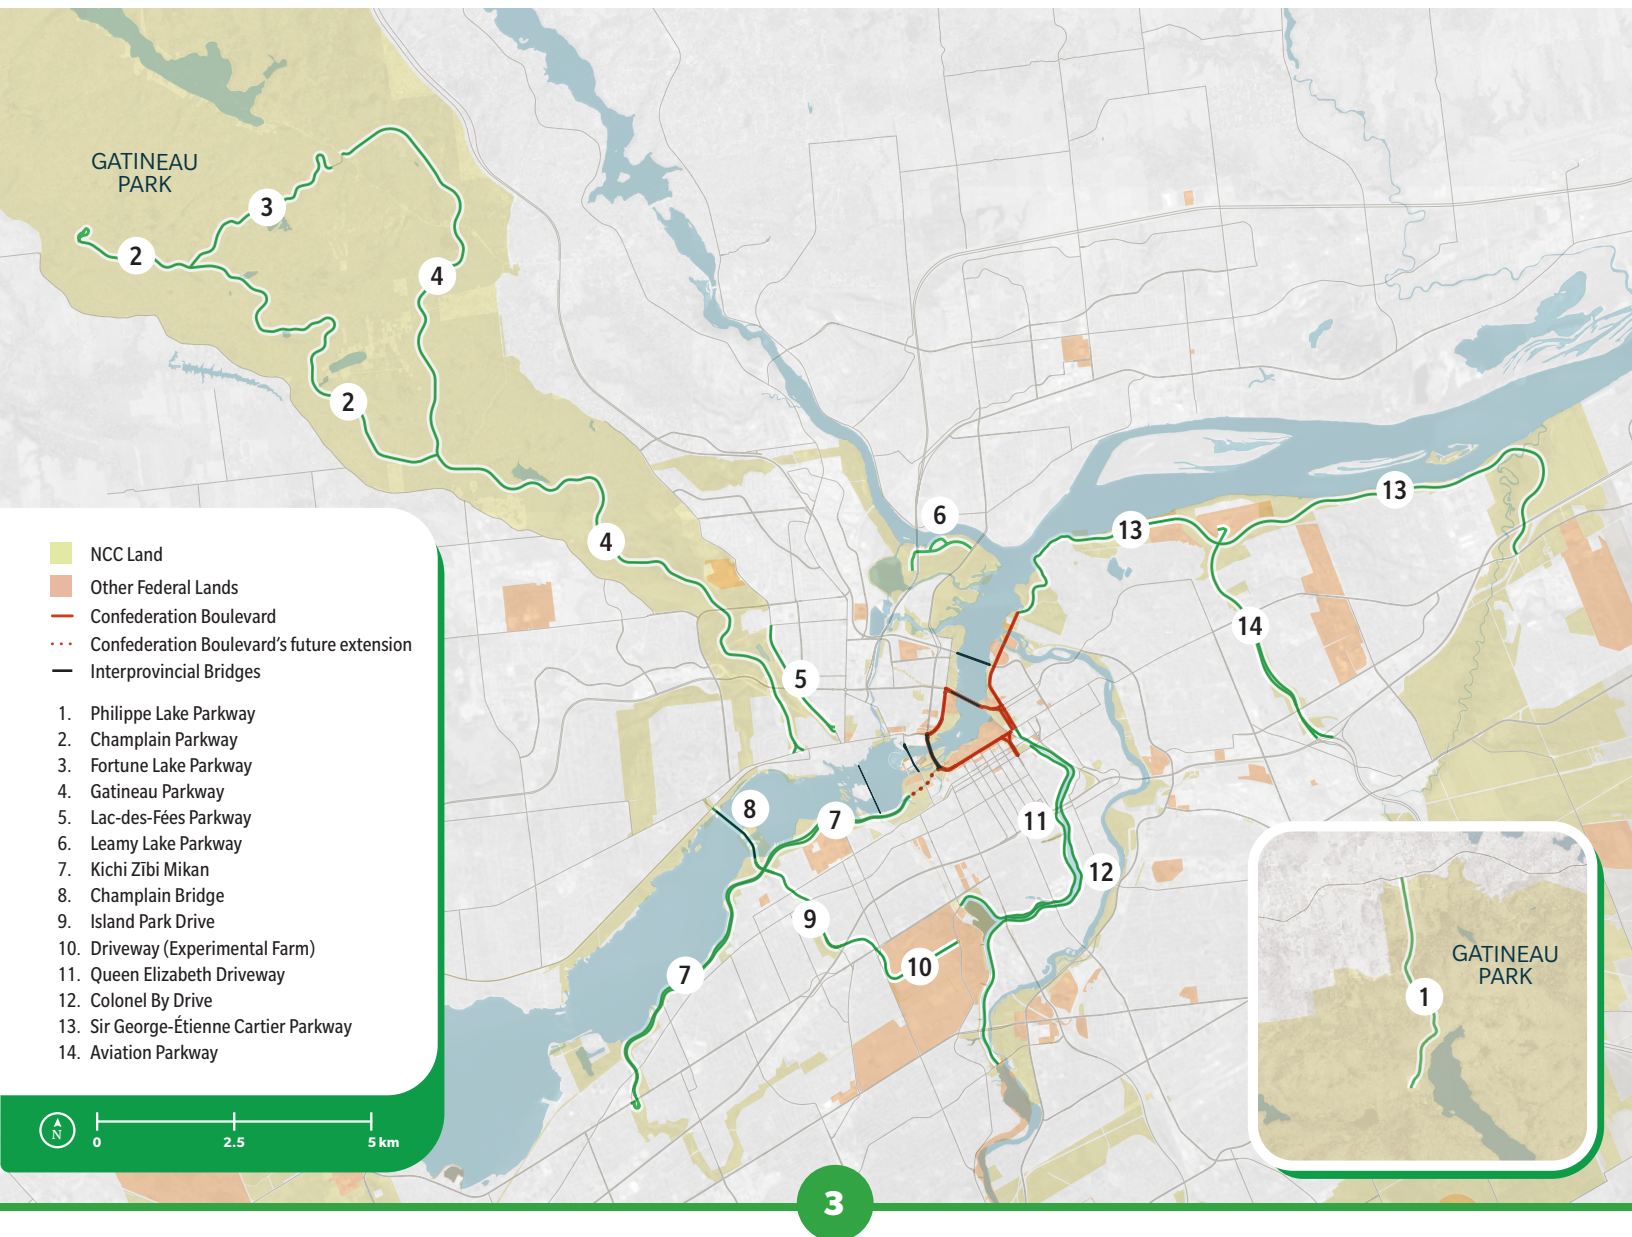 GATINEAU
PARK
3
2
4
2
6
13
13
4
14
5
8
7
11
12
9
10
7
NCC Land
Other Federal Lands
Confederation Boulevard
Confederation Boulevard's future extension
Interprovincial Bridges
1. Philippe Lake Parkway
2. Champlain Parkway
3. Fortune Lake Parkway
4. Gatineau Parkway
5. Lac-des-Fées Parkway
6. Leamy Lake Parkway
7. Kichi Zībī Mīkan
8. Champlain Bridge
9. Island Park Drive
10. Driveway (Experimental Farm)
11. Queen Elizabeth Driveway
12. Colonel By Drive
13. Sir George-Étienne Cartier Parkway
14. Aviation Parkway
N
0 2.5 5 km
GATINEAU
PARK
1
3